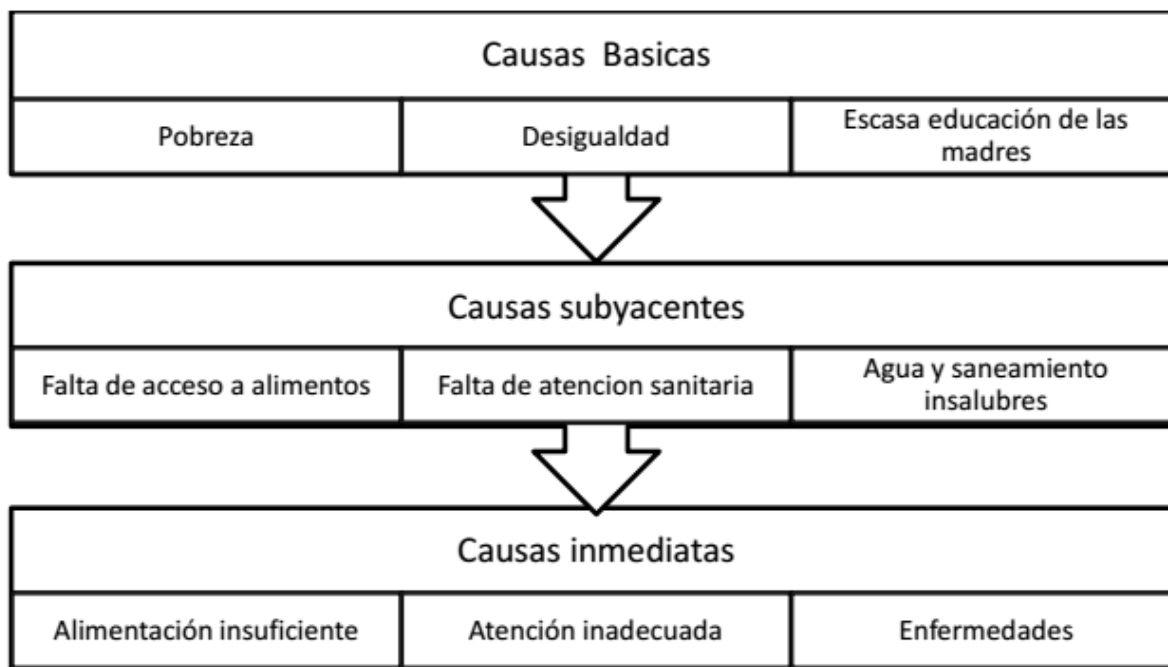 Causas Basicas
Pobreza
Desigualdad
Escasa educación de las
madres
Causas subyacentes
Falta de acceso a alimentos
Falta de atencion sanitaria
Agua y saneamiento
insalubres
Causas inmediatas
Alimentación insuficiente
Atención inadecuada
Enfermedades